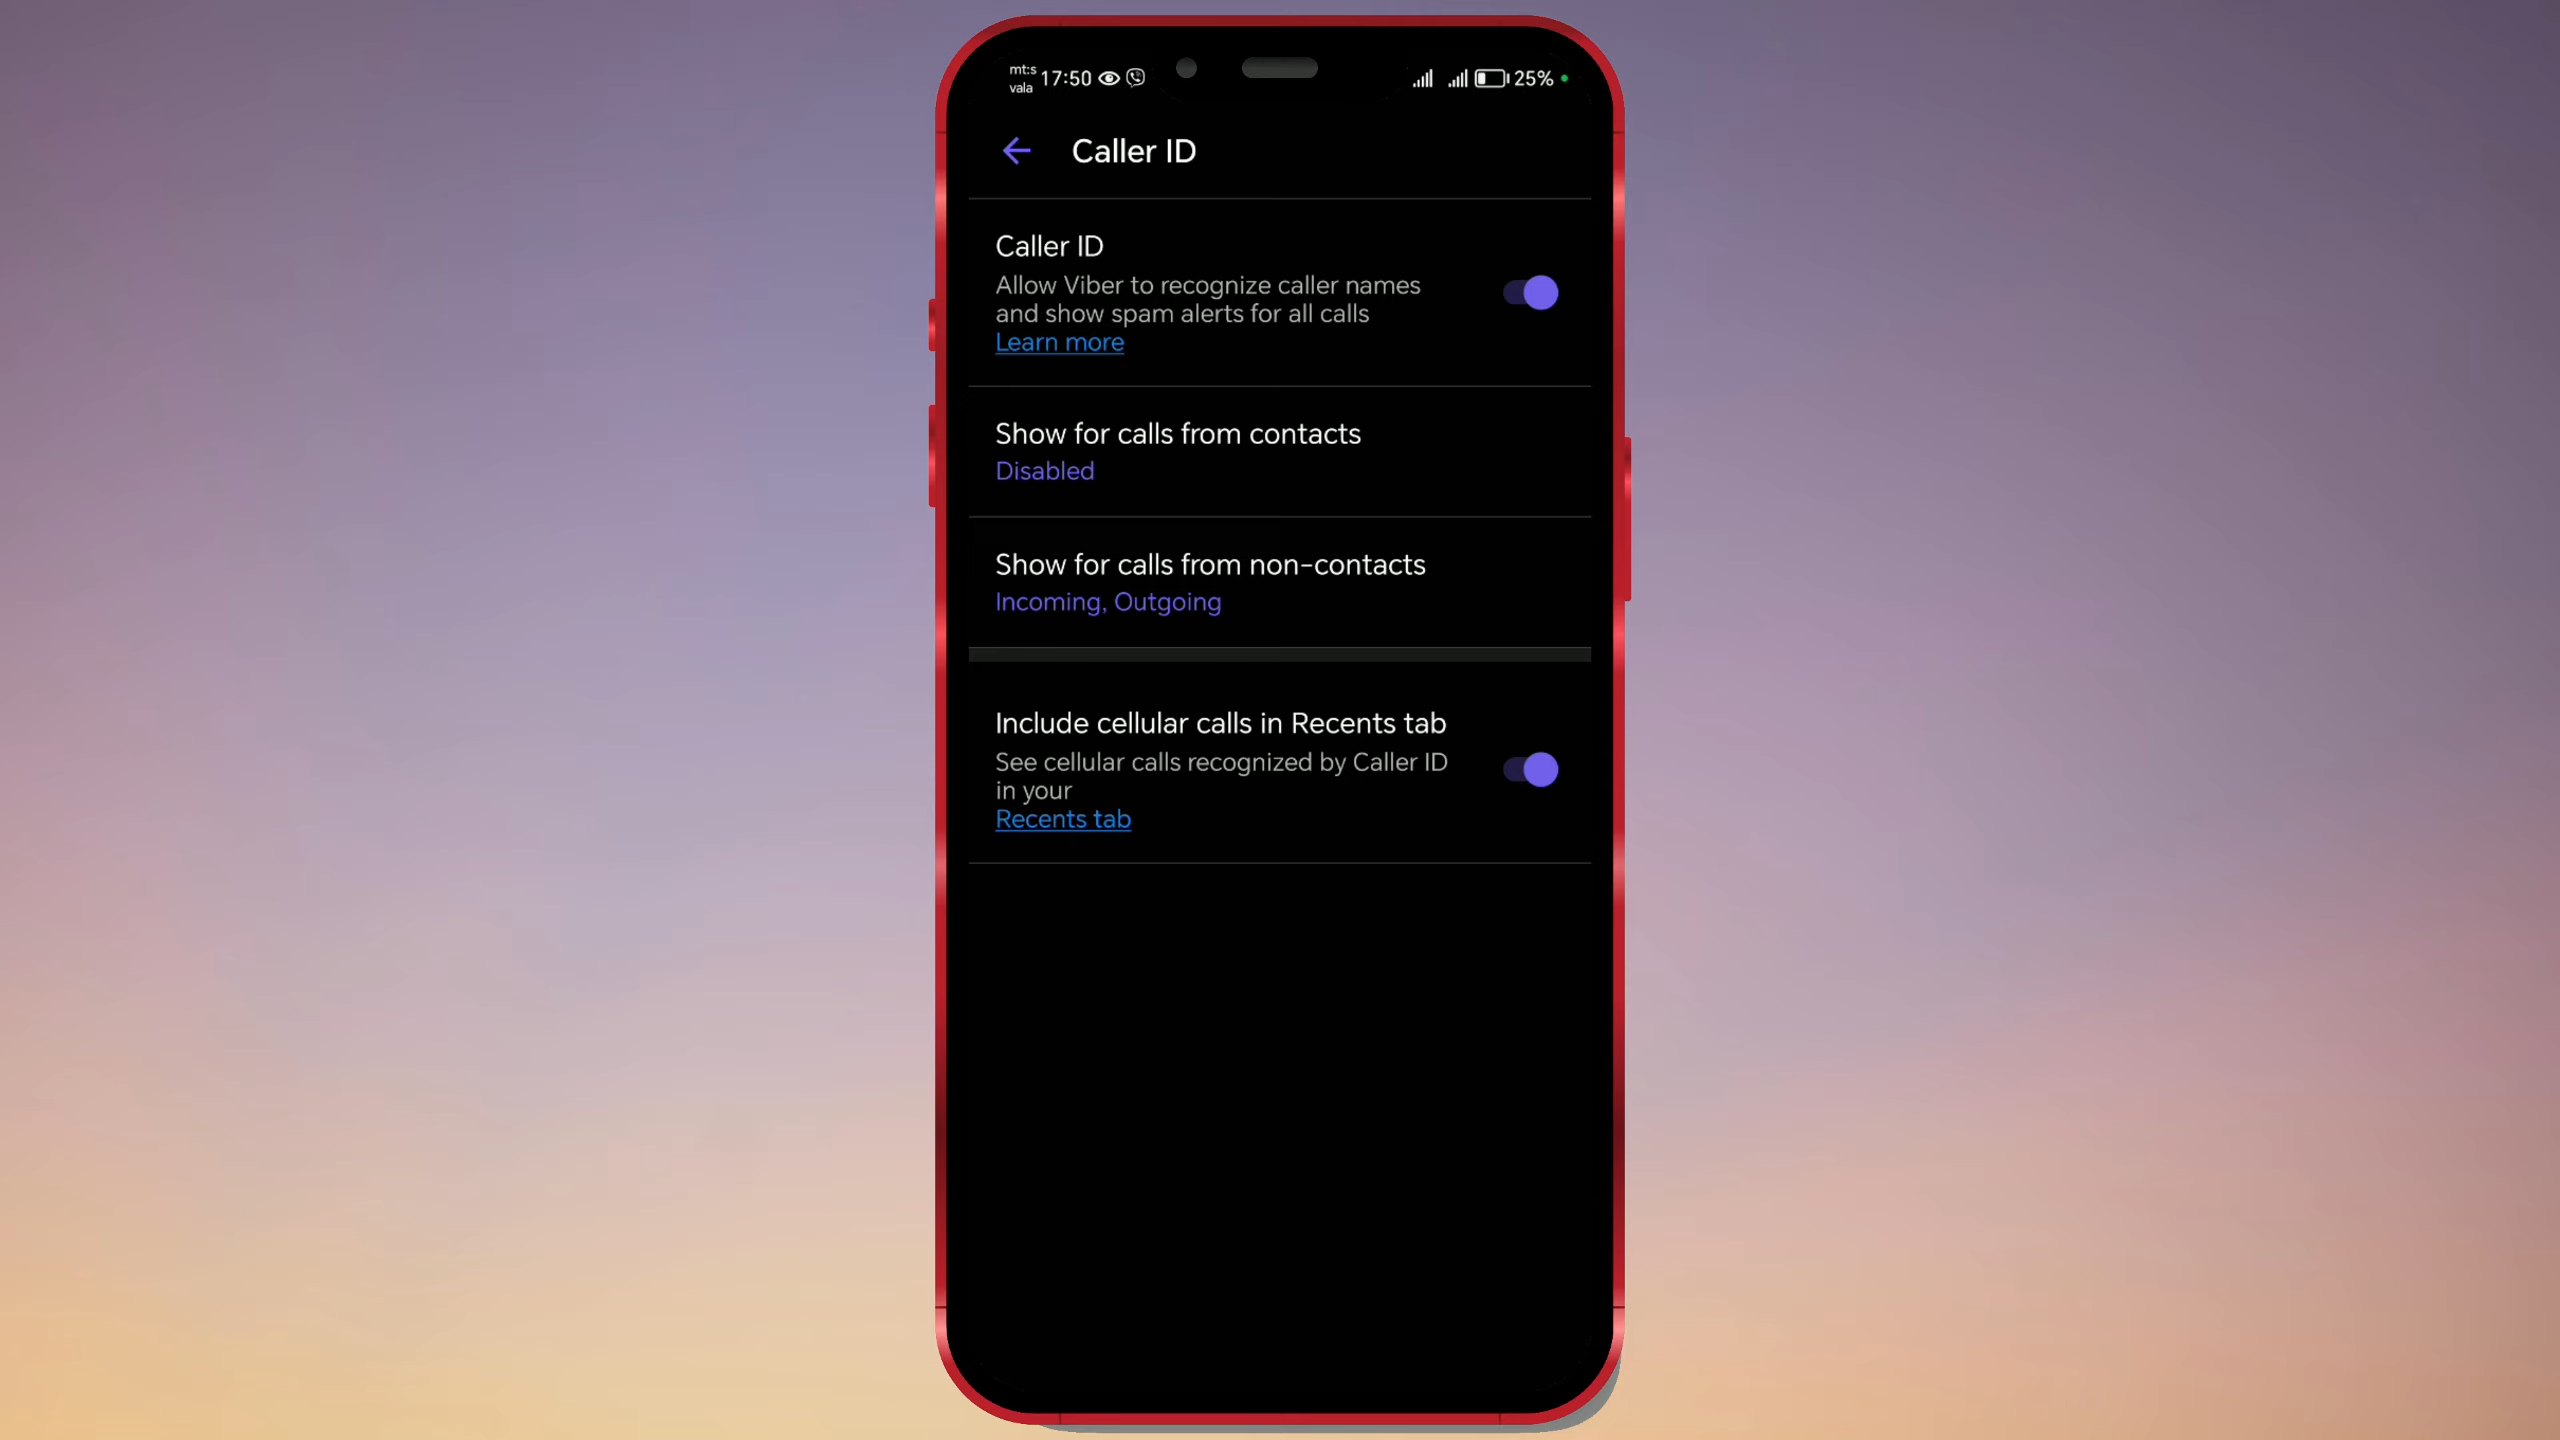 mt:s
vala
17:50
25%
Caller ID
Caller ID
Allow Viber to recognize caller names
and show spam alerts for all calls
Learn more
Show for calls from contacts
Disabled
Show for calls from non-contacts
Incoming, Outgoing
Include cellular calls in Recents tab
See cellular calls recognized by Caller ID
in your
Recents tab